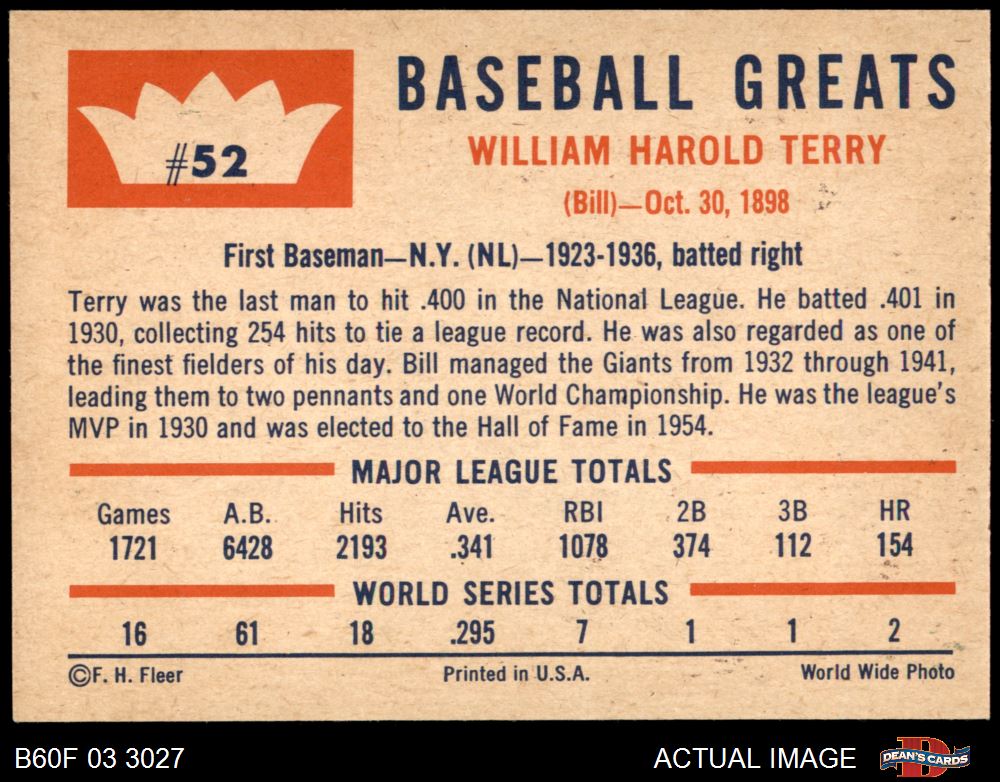 #52
BASEBALL GREATS
WILLIAM HAROLD TERRY
(Bill)—Oct. 30, 1898
First Baseman—N.Y. (NL)—1923-1936, batted right
Terry was the last man to hit .400 in the National League. He batted .401 in
1930, collecting 254 hits to tie a league record. He was also regarded as one of
the finest fielders of his day. Bill managed the Giants from 1932 through 1941,
leading them to two pennants and one World Championship. He was the league's
MVP in 1930 and was elected to the Hall of Fame in 1954.
MAJOR LEAGUE TOTALS
Games A.B. Hits Ave. RBI 2B 3B HR
1721 6428 2193 .341 1078 374 112 154
WORLD SERIES TOTALS
16 61 18 .295 7 1 1 2
©F. H. Fleer Printed in U.S.A. World Wide Photo
B60F 03 3027 ACTUAL IMAGE DEAN'S CARDS